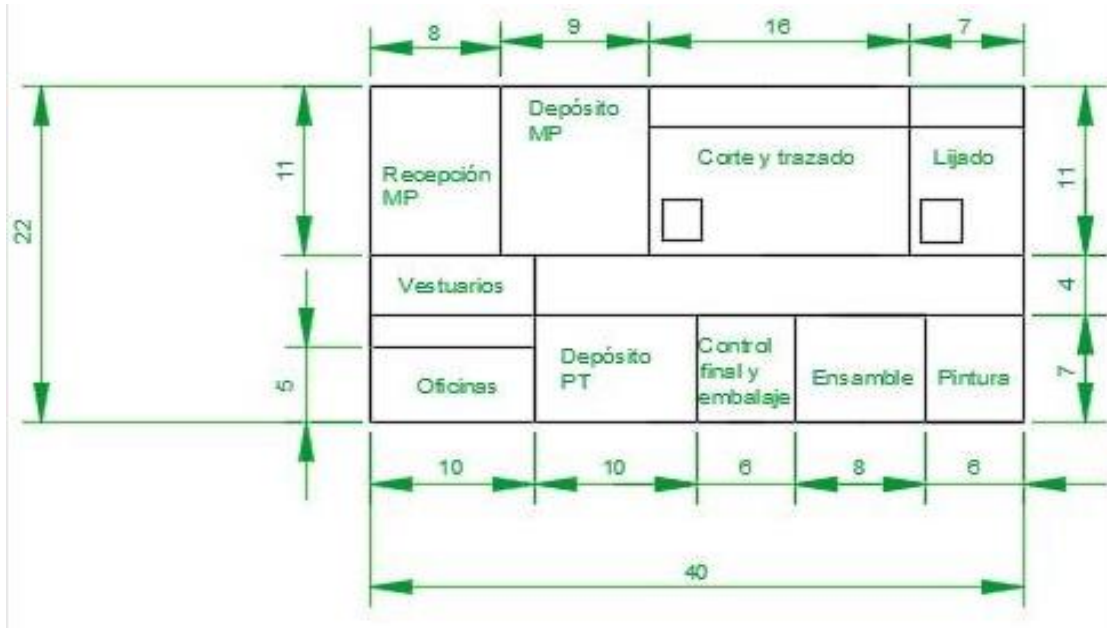 8
9
16
7
22
11
Recepción
MP
Depósito
MP
Corte y trazado
Lijado
11
Vestuarios
4
5
Oficinas
Depósito
PT
Control
final y
embalaje
Ensamble
Pintura
7
10
10
6
8
6
40